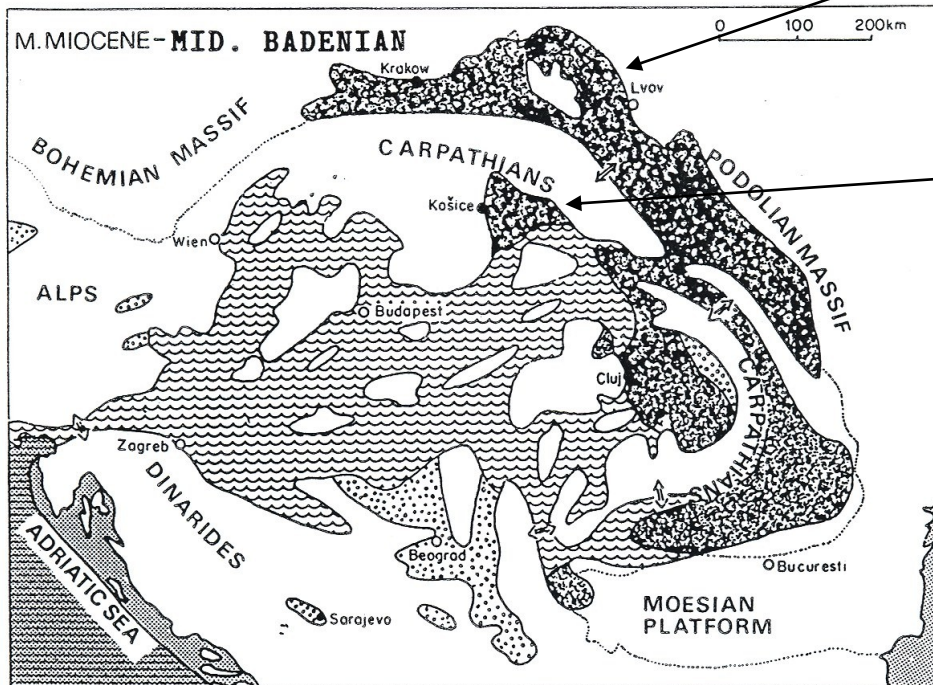 M. MIOCENE-MID. BADENIAN
0 100 200km
Krakow
Lvov
BOHEMIAN MASSIF
CARPATHIANS
PODOLIAN MASSIF
Košice
Wien
ALPS
Budapest
Cluj
CARPATHIANS
Zagreb
DINARIDES
Beograd
Bucuresti
ADRIATIC SEA
Sarajevo
MOESIAN
PLATFORM